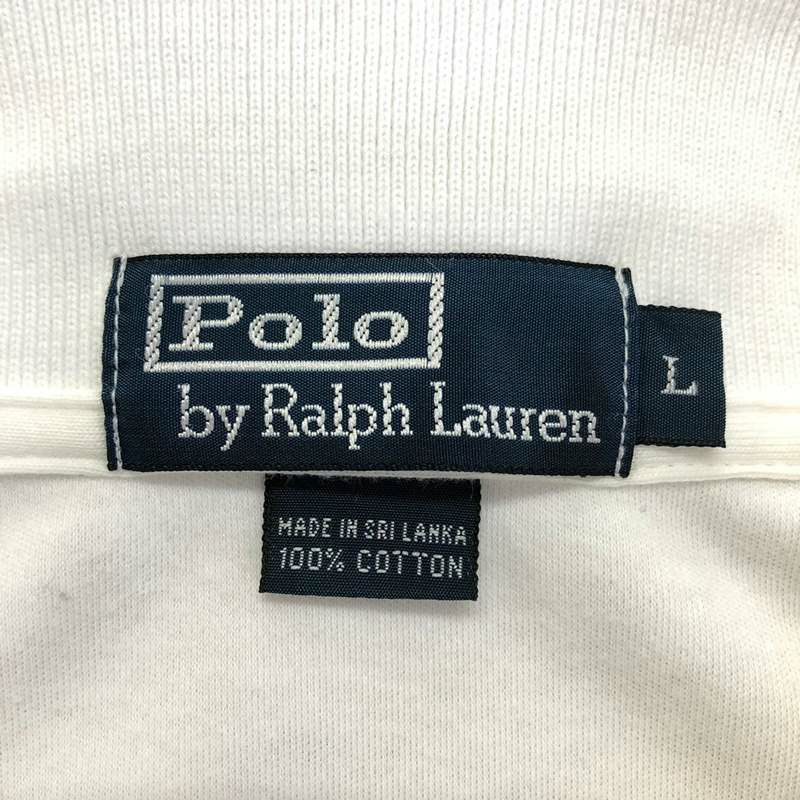 Polo
by Ralph Lauren
L
MADE IN SRI LANKA
100% COTTON